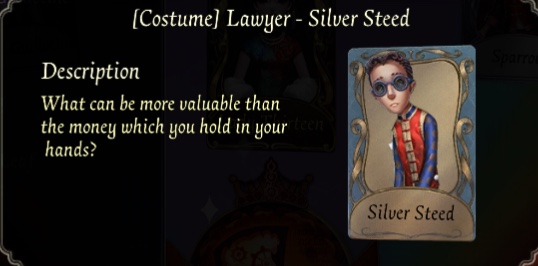 [Costume] Lawyer - Silver Steed
Description
What can be more valuable than
the money which you hold in your
hands?
Silver Steed